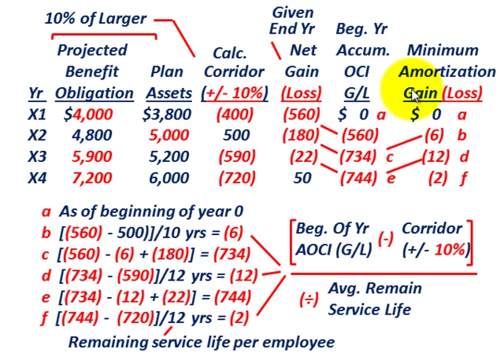 10% of Larger
Given
End Yr
Beg. Yr
Projected
Calc.
Net
Accum.
Minimum
Benefit
Plan
Corridor
Gain
OCI
Amortization
Yr Obligation Assets (+/- 10%) (Loss) G/L Gain (Loss)
X1 $4,000 $3,800 (400) (560) $ 0 a $ 0 a
X2 4,800 5,000 500 (180) (560) (6) b
X3 5,900 5,200 (590) (22) (734) c (12) d
X4 7,200 6,000 (720) 50 (744) e (2) f
a As of beginning of year 0
b [(560) - 500)]/10 yrs = (6)
c [(560) - (6) + (180)] = (734)
d [(734) - (590)]/12 yrs = (12)
e [(734) - (12) + (22)] = (744)
f [(744) - (720)]/12 yrs = (2)
Remaining service life per employee
Beg. Of Yr (-) Corridor
AOCI (G/L) (+/- 10%)
(÷) Avg. Remain
Service Life